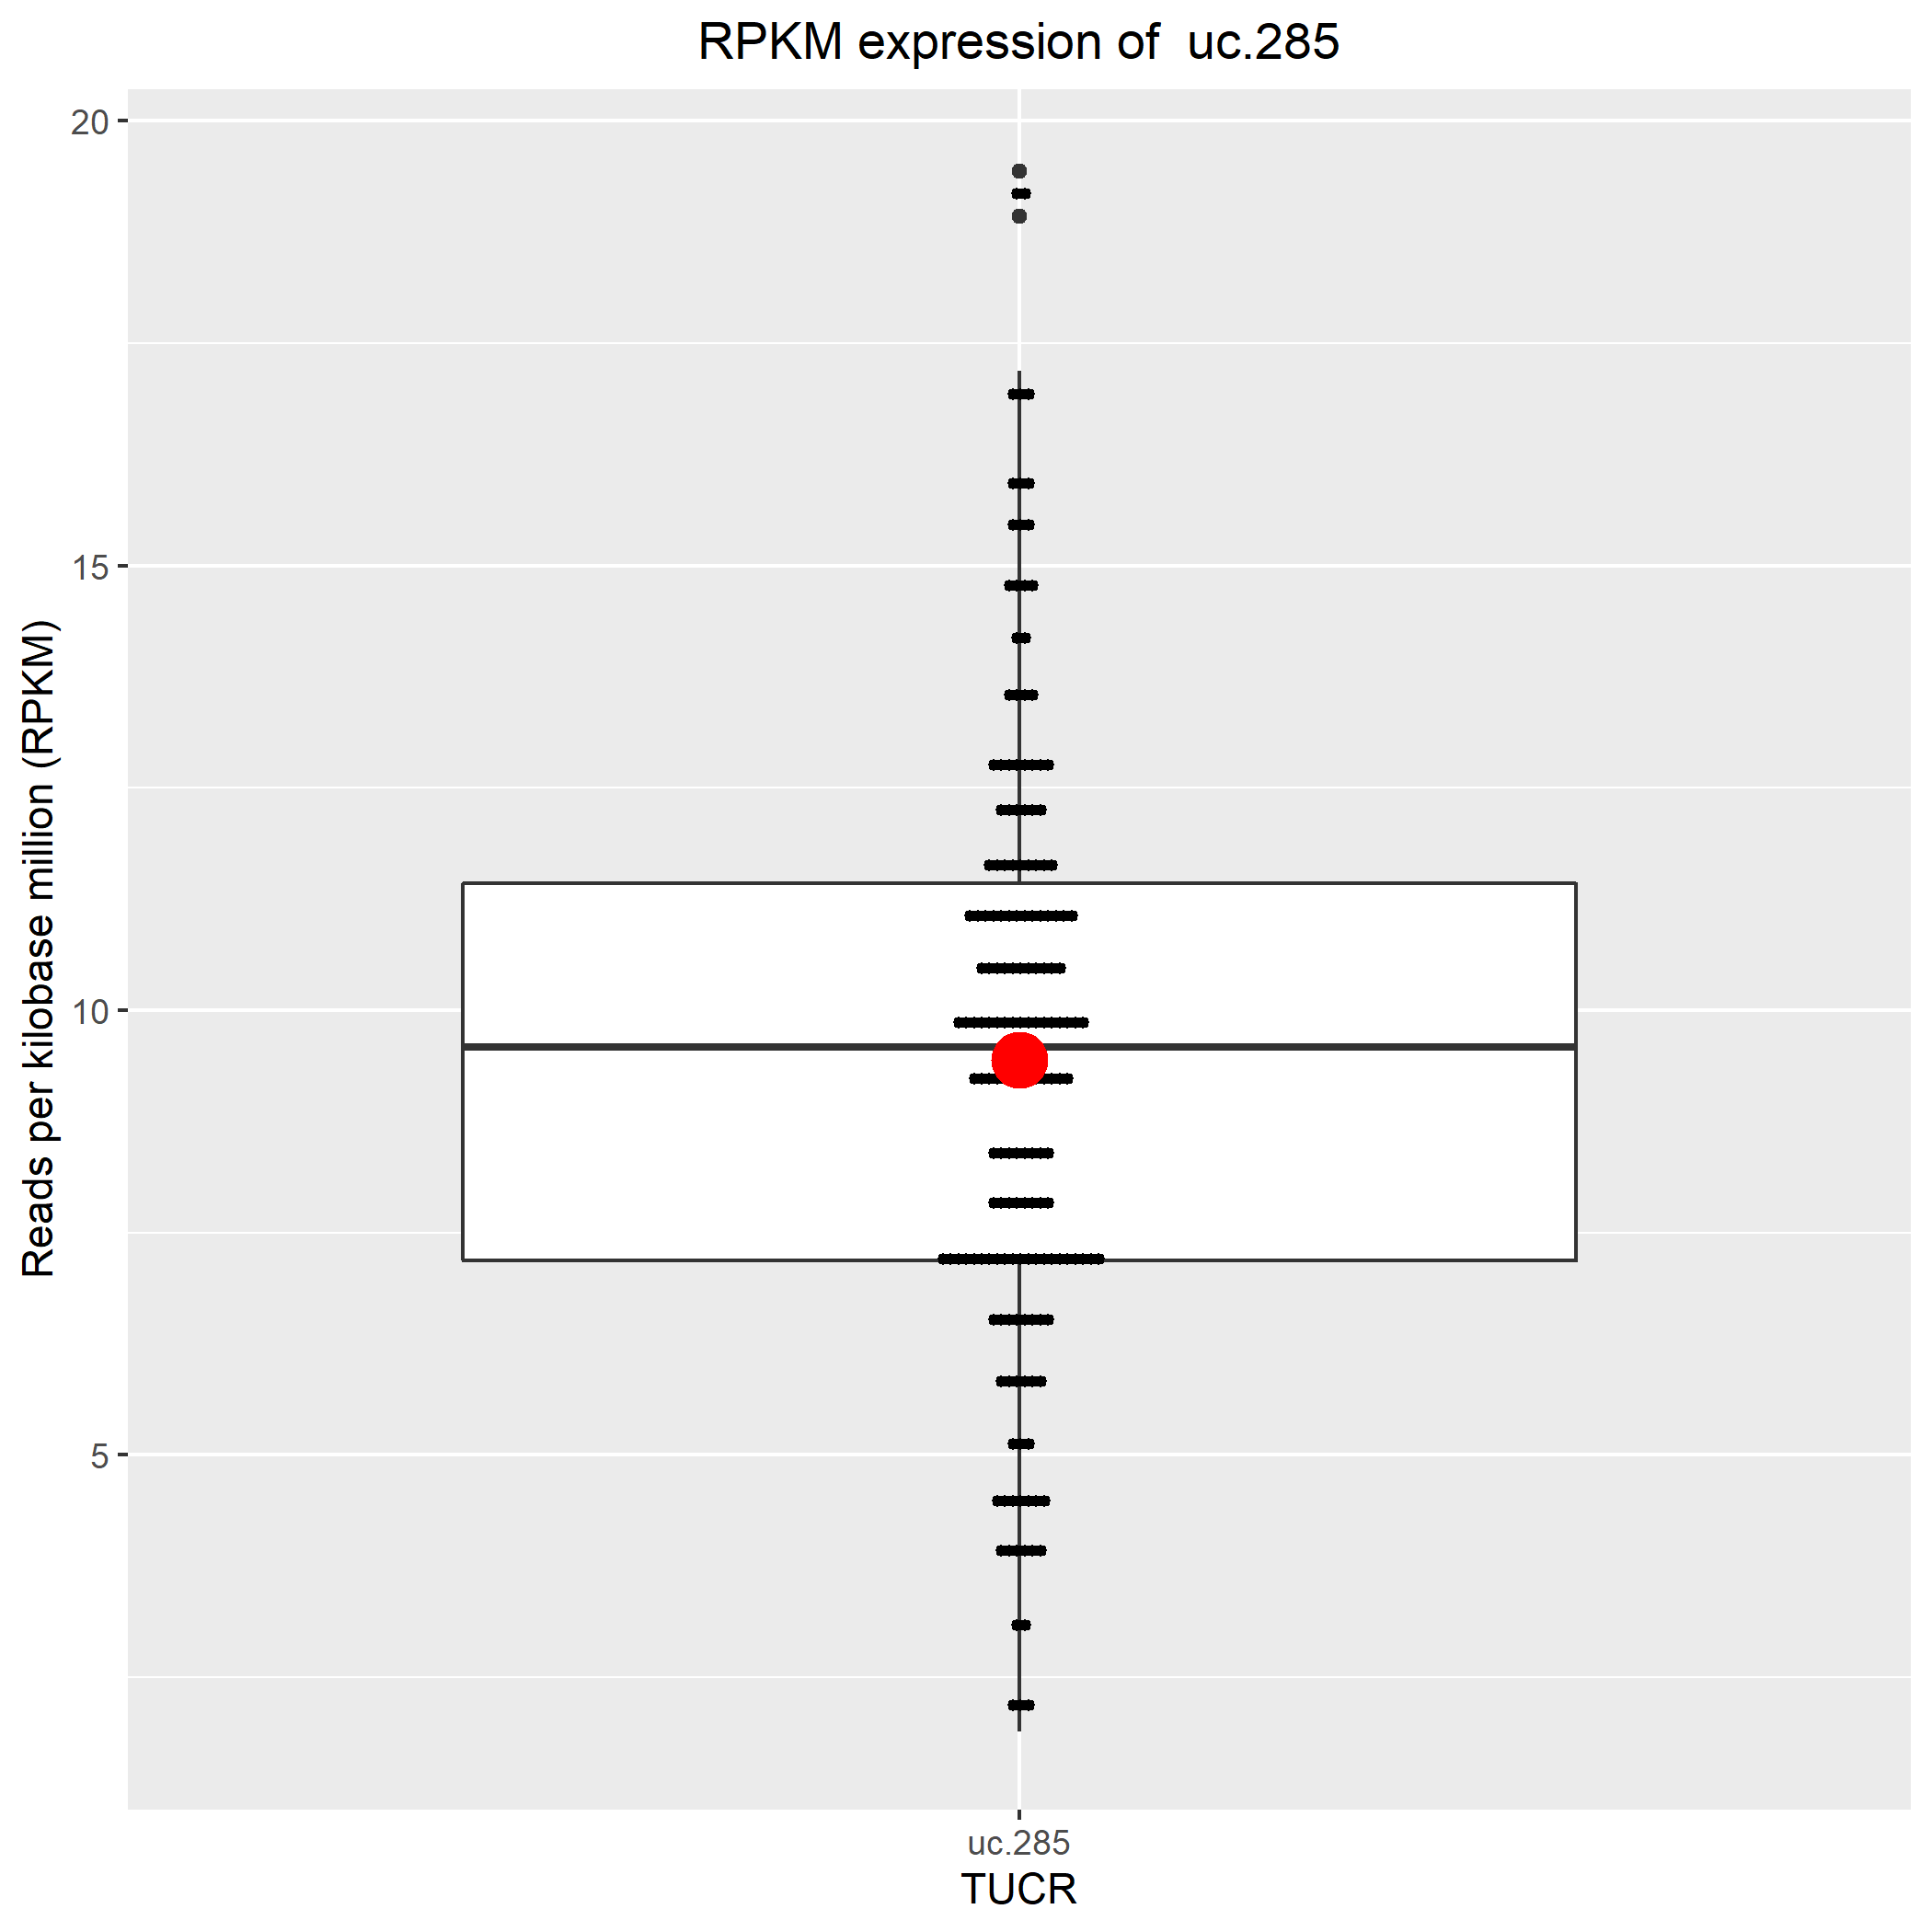 RPKM expression of  uc.285
Reads per kilobase million (RPKM)
20
15
10
5
uc.285
TUCR